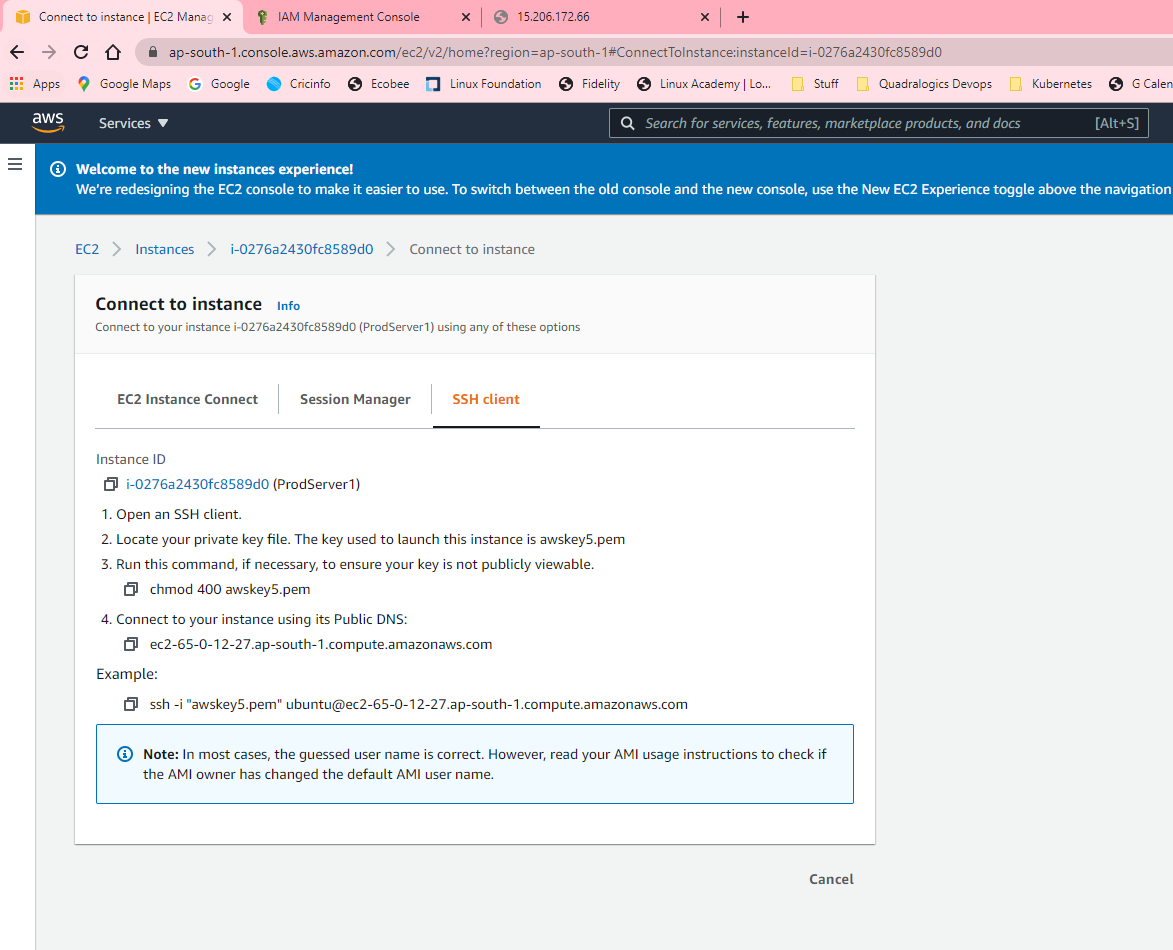 Connect to instance | EC2 Manag
IAM Management Console
15.206.172.66
ap-south-1.console.aws.amazon.com/ec2/v2/home?region=ap-south-1#ConnectToInstance:instanceId=i-0276a2430fc8589d0
Apps Google Maps Google Cricinfo Ecobee Linux Foundation Fidelity Linux Academy | Lo... Stuff Quadralogics Devops Kubernetes G Calen
aws Services Search for services, features, marketplace products, and docs [Alt+S]
Welcome to the new instances experience!
We're redesigning the EC2 console to make it easier to use. To switch between the old console and the new console, use the New EC2 Experience toggle above the navigation
EC2 Instances i-0276a2430fc8589d0 Connect to instance
Connect to instance Info
Connect to your instance i-0276a2430fc8589d0 (ProdServer1) using any of these options
EC2 Instance Connect Session Manager SSH client
Instance ID
i-0276a2430fc8589d0 (ProdServer1)
1. Open an SSH client.
2. Locate your private key file. The key used to launch this instance is awskey5.pem
3. Run this command, if necessary, to ensure your key is not publicly viewable.
chmod 400 awskey5.pem
4. Connect to your instance using its Public DNS:
ec2-65-0-12-27.ap-south-1.compute.amazonaws.com
Example:
ssh -i "awskey5.pem" ubuntu@ec2-65-0-12-27.ap-south-1.compute.amazonaws.com
Note: In most cases, the guessed user name is correct. However, read your AMI usage instructions to check if
the AMI owner has changed the default AMI user name.
Cancel